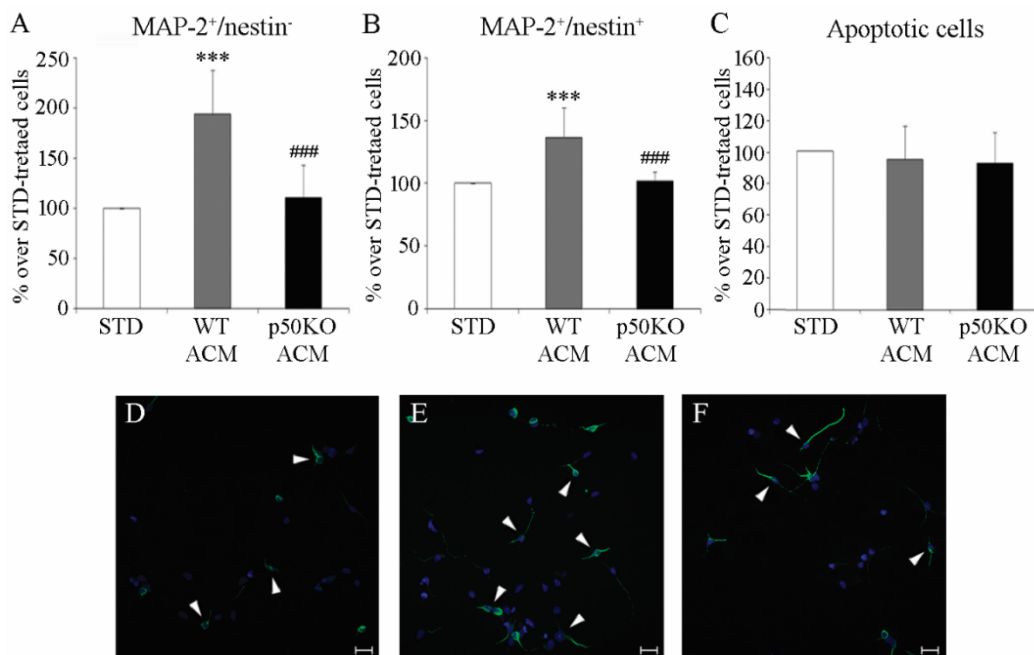 A MAP-2⁺/nestin⁻
% over STD-tretaed cells
250
200
150
100
50
0
***
###
STD WT ACM p50KO ACM
B MAP-2⁺/nestin⁺
% over STD-tretaed cells
200
150
100
50
0
***
###
STD WT ACM p50KO ACM
C Apoptotic cells
% over STD-tretaed cells
160
140
120
100
80
60
40
20
0
STD WT ACM p50KO ACM
D
E
F